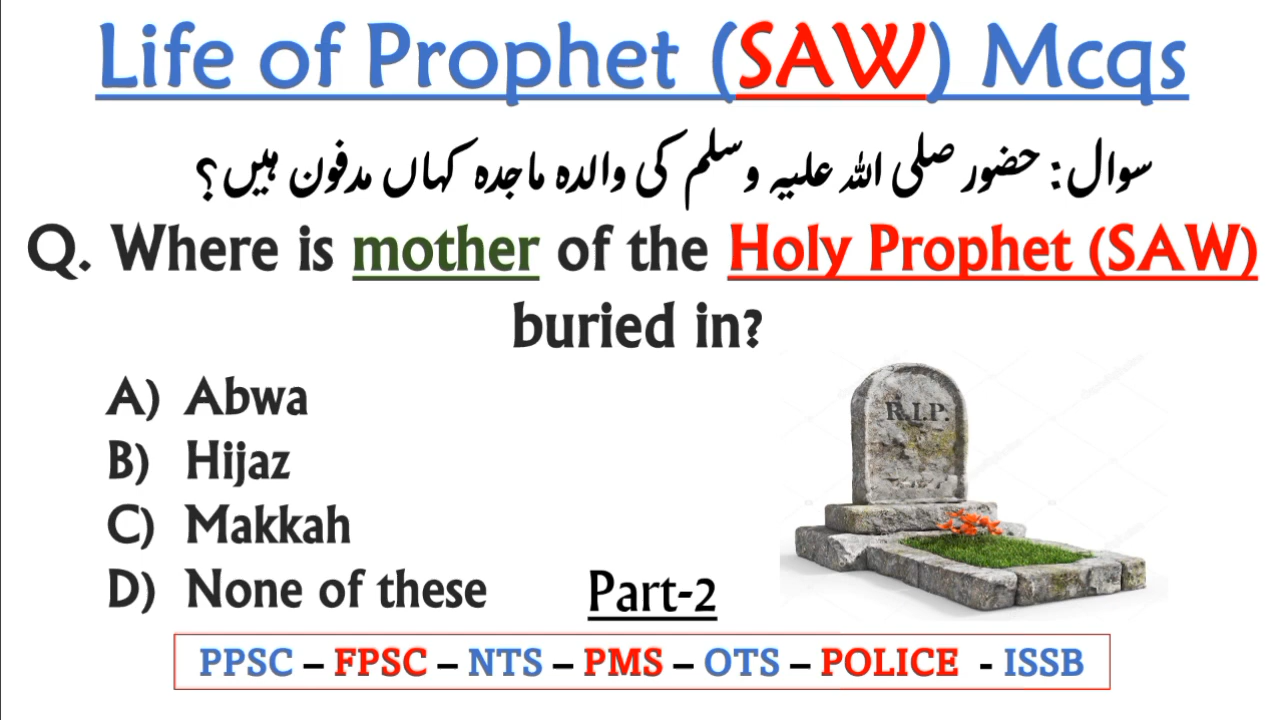 Life of Prophet (SAW) Mcqs
سوال: حضور صلی اللہ علیہ وسلم کی والدہ ماجدہ کہاں مدفون ہیں؟
Q. Where is mother of the Holy Prophet (SAW)
buried in?
A) Abwa
B) Hijaz
C) Makkah
D) None of these
R.I.P.
Part-2
PPSC – FPSC – NTS – PMS – OTS – POLICE - ISSB